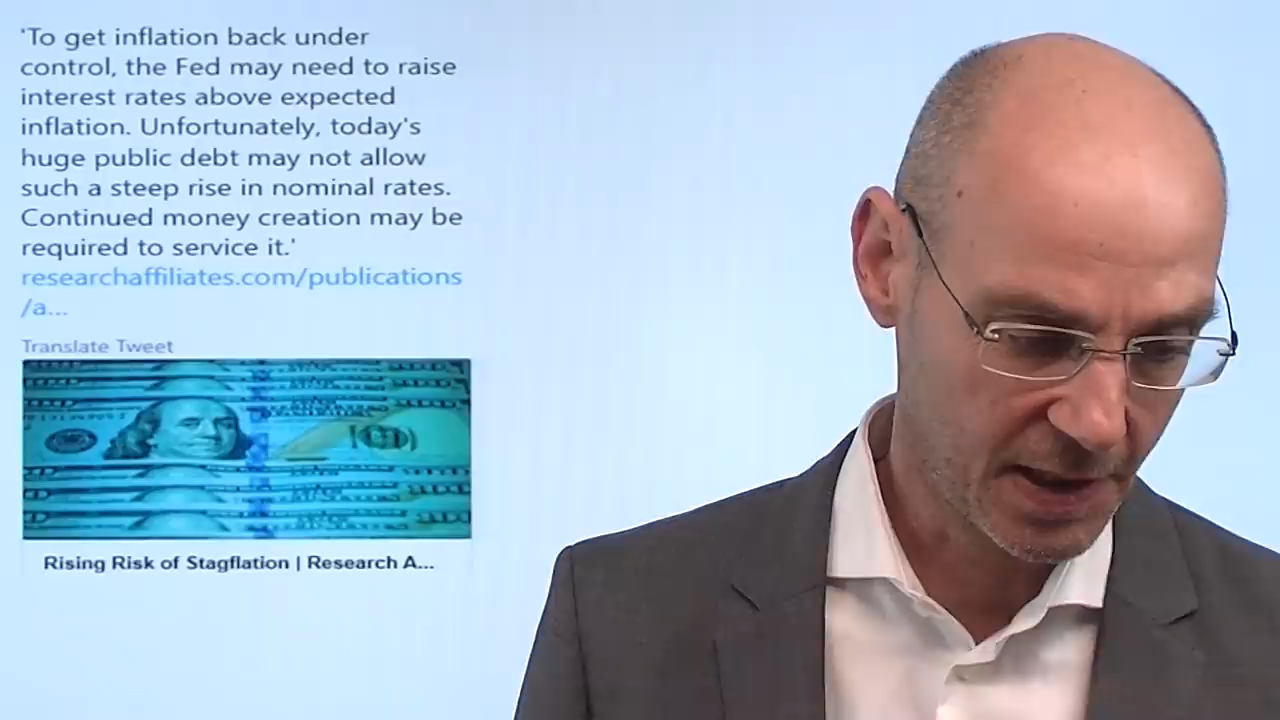 'To get inflation back under
control, the Fed may need to raise
interest rates above expected
inflation. Unfortunately, today's
huge public debt may not allow
such a steep rise in nominal rates.
Continued money creation may be
required to service it.'
researchaffiliates.com/publications
/a...
Translate Tweet
Rising Risk of Stagflation | Research A...